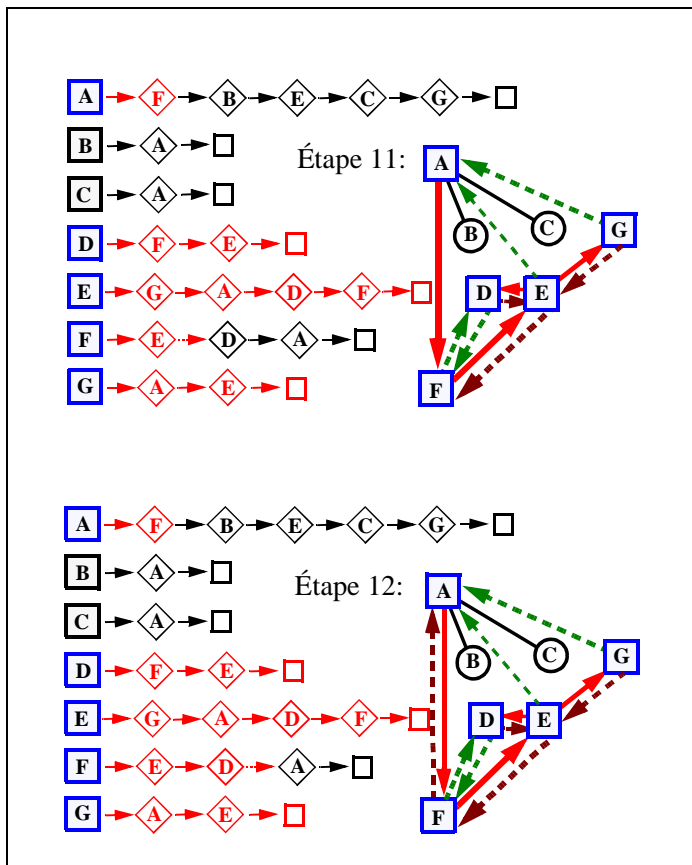 A F B E C G
B A
Étape 11:
A
C A
B
C
G
D F E
E G A D F
D
E
F E D A
F
G A E
A F B E C G
B A
Étape 12:
A
C A
B
C
G
D F E
E G A D F
D
E
F E D A
F
G A E